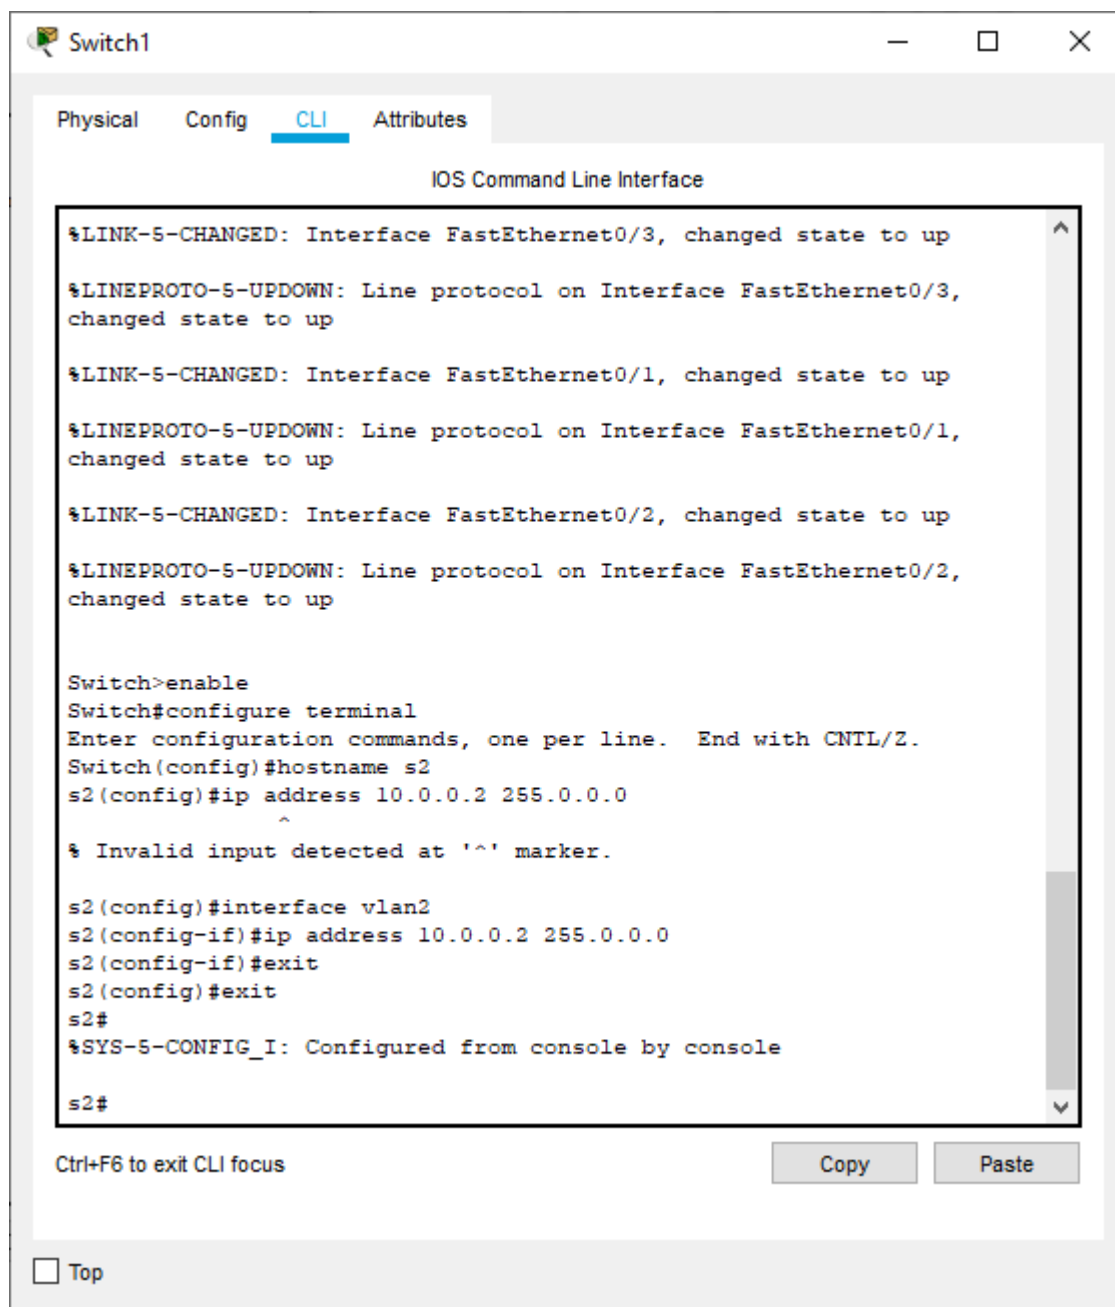 Switch1
Physical Config CLI Attributes
IOS Command Line Interface
%LINK-5-CHANGED: Interface FastEthernet0/3, changed state to up
%LINEPROTO-5-UPDOWN: Line protocol on Interface FastEthernet0/3,
changed state to up
%LINK-5-CHANGED: Interface FastEthernet0/1, changed state to up
%LINEPROTO-5-UPDOWN: Line protocol on Interface FastEthernet0/1,
changed state to up
%LINK-5-CHANGED: Interface FastEthernet0/2, changed state to up
%LINEPROTO-5-UPDOWN: Line protocol on Interface FastEthernet0/2,
changed state to up
Switch>enable
Switch#configure terminal
Enter configuration commands, one per line.  End with CNTL/Z.
Switch(config)#hostname s2
s2(config)#ip address 10.0.0.2 255.0.0.0
^
% Invalid input detected at '^' marker.
s2(config)#interface vlan2
s2(config-if)#ip address 10.0.0.2 255.0.0.0
s2(config-if)#exit
s2(config)#exit
s2#
%SYS-5-CONFIG_I: Configured from console by console
s2#
Ctrl+F6 to exit CLI focus
Copy Paste
Top